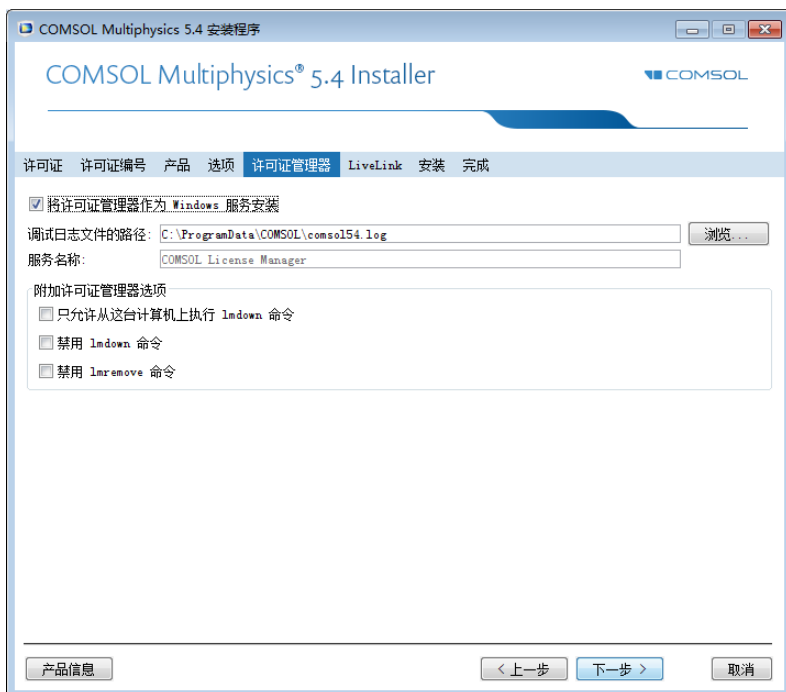 COMSOL Multiphysics 5.4 安装程序
COMSOL Multiphysics® 5.4 Installer
COMSOL
许可证 许可证编号 产品 选项 许可证管理器 LiveLink 安装 完成
将许可证管理器作为 Windows 服务安装
调试日志文件的路径: C:\ProgramData\COMSOL\comsol54.log 浏览...
服务名称: COMSOL License Manager
附加许可证管理器选项
只允许从这台计算机上执行 lmdown 命令
禁用 lmdown 命令
禁用 lmremove 命令
产品信息 < 上一步 下一步 > 取消